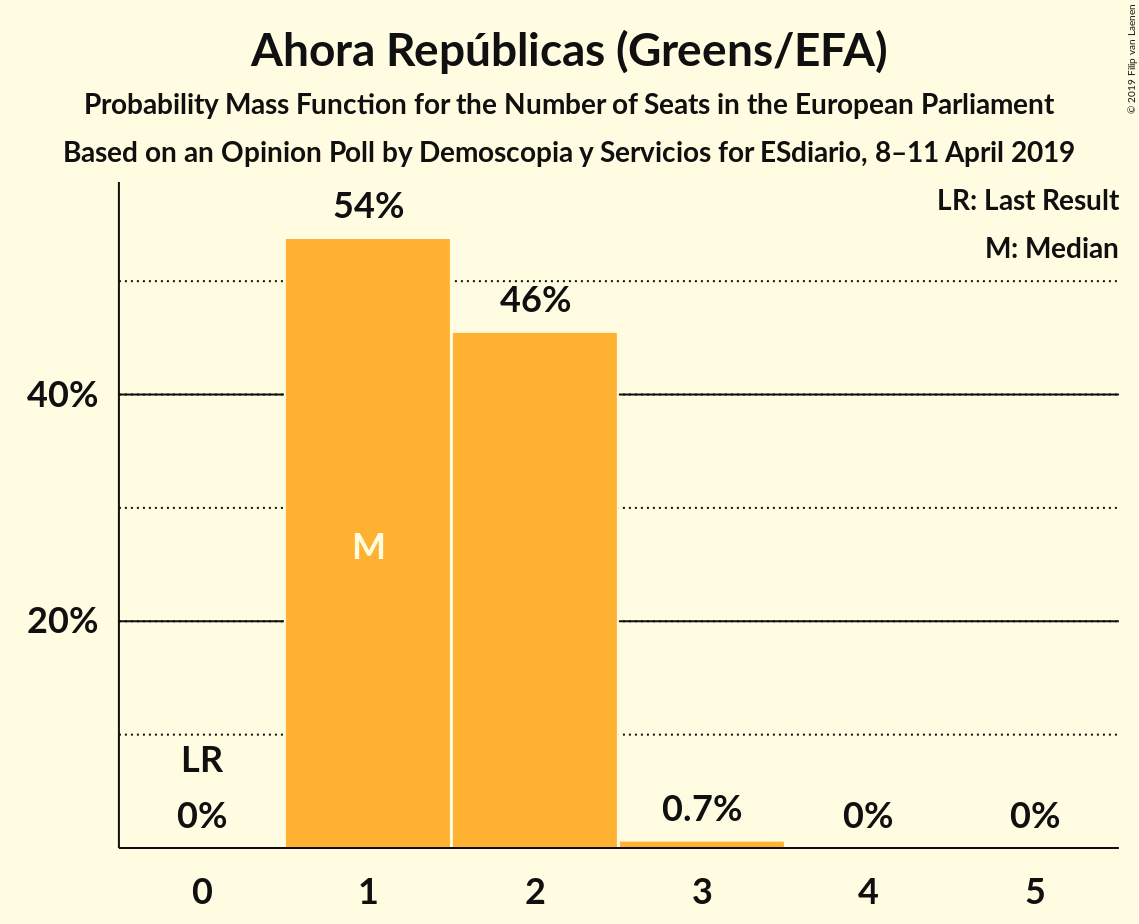 Ahora Repúblicas (Greens/EFA)
Probability Mass Function for the Number of Seats in the European Parliament
Based on an Opinion Poll by Demoscopia y Servicios for ESdiario, 8–11 April 2019
© 2019 Filip van Laenen
LR: Last Result
M: Median
54%
46%
40%
M
20%
LR
0%
0.7%
0%
0%
0 1 2 3 4 5